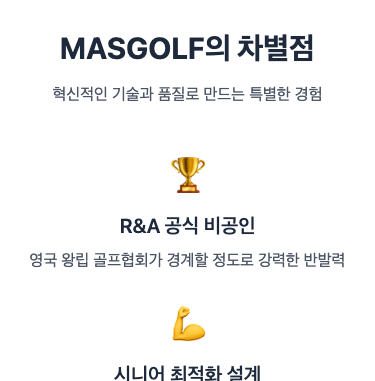 MASGOLF의 차별점
혁신적인 기술과 품질로 만드는 특별한 경험
R&A 공식 비공인
영국 왕립 골프협회가 경계할 정도로 강력한 반발력
시니어 최적화 설계